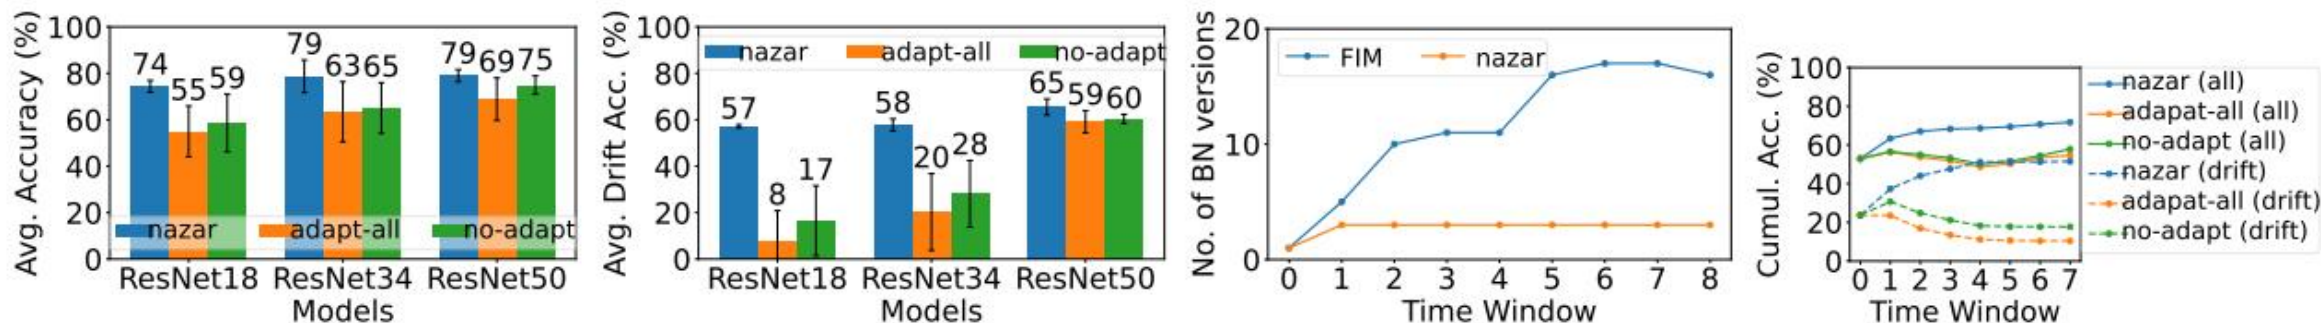 Avg. Accuracy (%)
100
80
60
40
20
0
74
55
59
79
63
65
79
69
75
nazar
adapt-all
no-adapt
ResNet18
ResNet34
ResNet50
Models
Avg. Drift Acc. (%)
100
80
60
40
20
0
nazar
adapt-all
no-adapt
57
8
17
58
20
28
65
59
60
ResNet18
ResNet34
ResNet50
Models
No. of BN versions
20
10
0
FIM
nazar
0 1 2 3 4 5 6 7 8
Time Window
Cumul. Acc. (%)
100
80
60
40
20
0
0 1 2 3 4 5 6 7
Time Window
nazar (all)
adapat-all (all)
no-adapt (all)
nazar (drift)
adapat-all (drift)
no-adapt (drift)